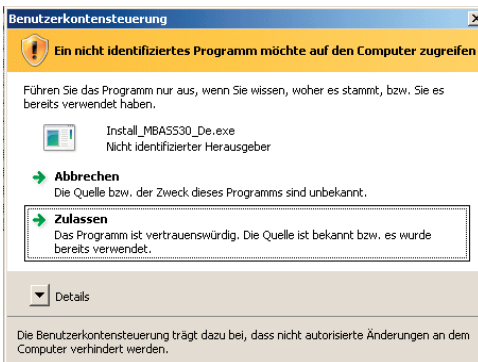 Benutzerkontensteuerung
Ein nicht identifiziertes Programm möchte auf den Computer zugreifen
Führen Sie das Programm nur aus, wenn Sie wissen, woher es stammt, bzw. Sie es
bereits verwendet haben.
Install_MBASS30_De.exe
Nicht identifizierter Herausgeber
Abbrechen
Die Quelle bzw. der Zweck dieses Programms sind unbekannt.
Zulassen
Das Programm ist vertrauenswürdig. Die Quelle ist bekannt bzw. es wurde
bereits verwendet.
Details
Die Benutzerkontensteuerung trägt dazu bei, dass nicht autorisierte Änderungen an dem
Computer verhindert werden.